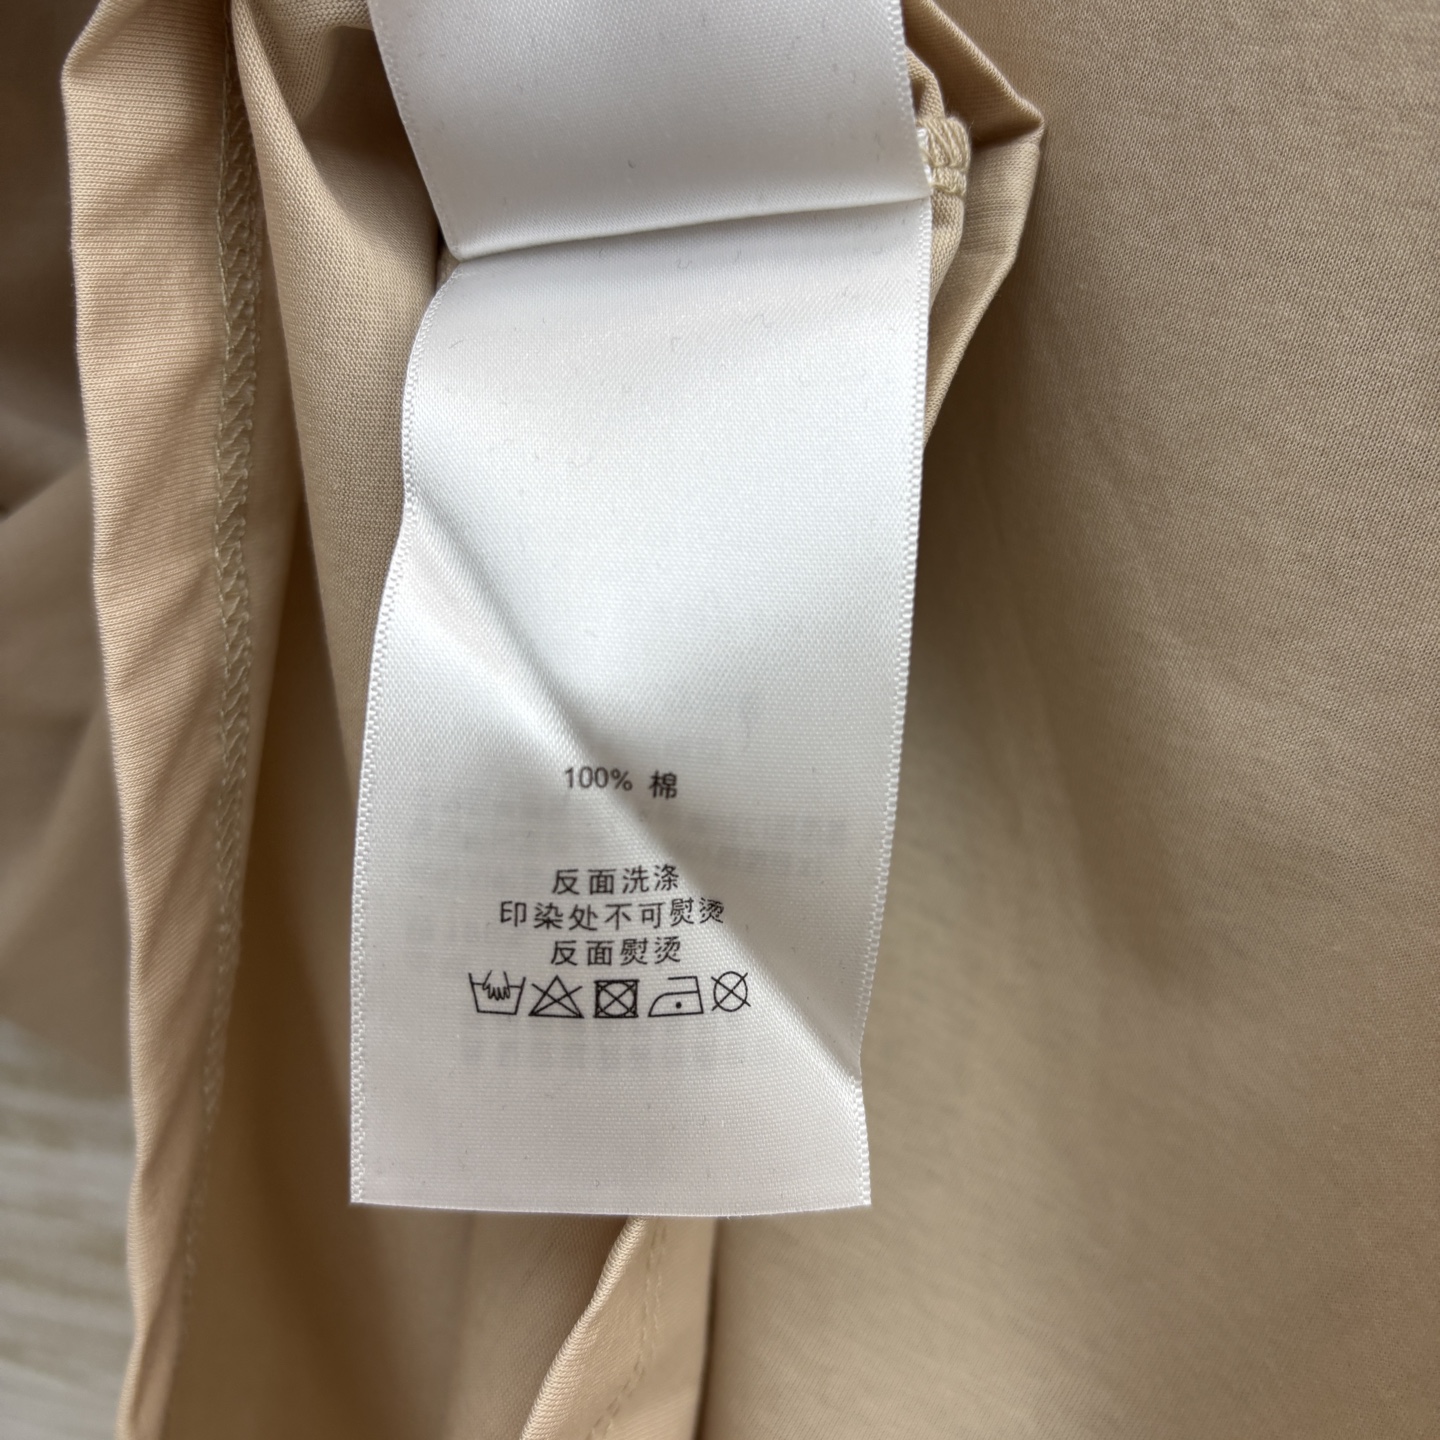 100% 棉
反面洗涤
印染处不可熨烫
反面熨烫